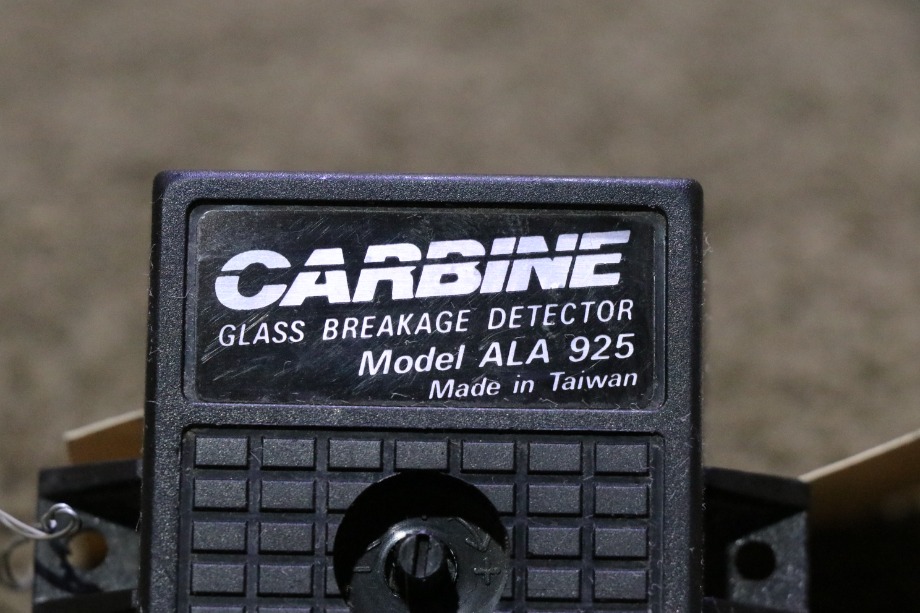 CARBINE
GLASS BREAKAGE DETECTOR
Model ALA 925
Made in Taiwan
- +